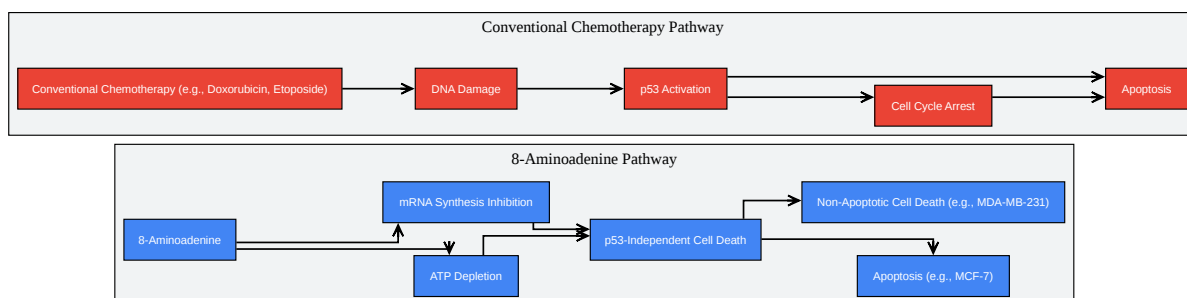 Conventional Chemotherapy Pathway
Conventional Chemotherapy (e.g., Doxorubicin, Etoposide)
DNA Damage
p53 Activation
Cell Cycle Arrest
Apoptosis
8-Aminoadenine Pathway
8-Aminoadenine
mRNA Synthesis Inhibition
ATP Depletion
p53-Independent Cell Death
Non-Apoptotic Cell Death (e.g., MDA-MB-231)
Apoptosis (e.g., MCF-7)